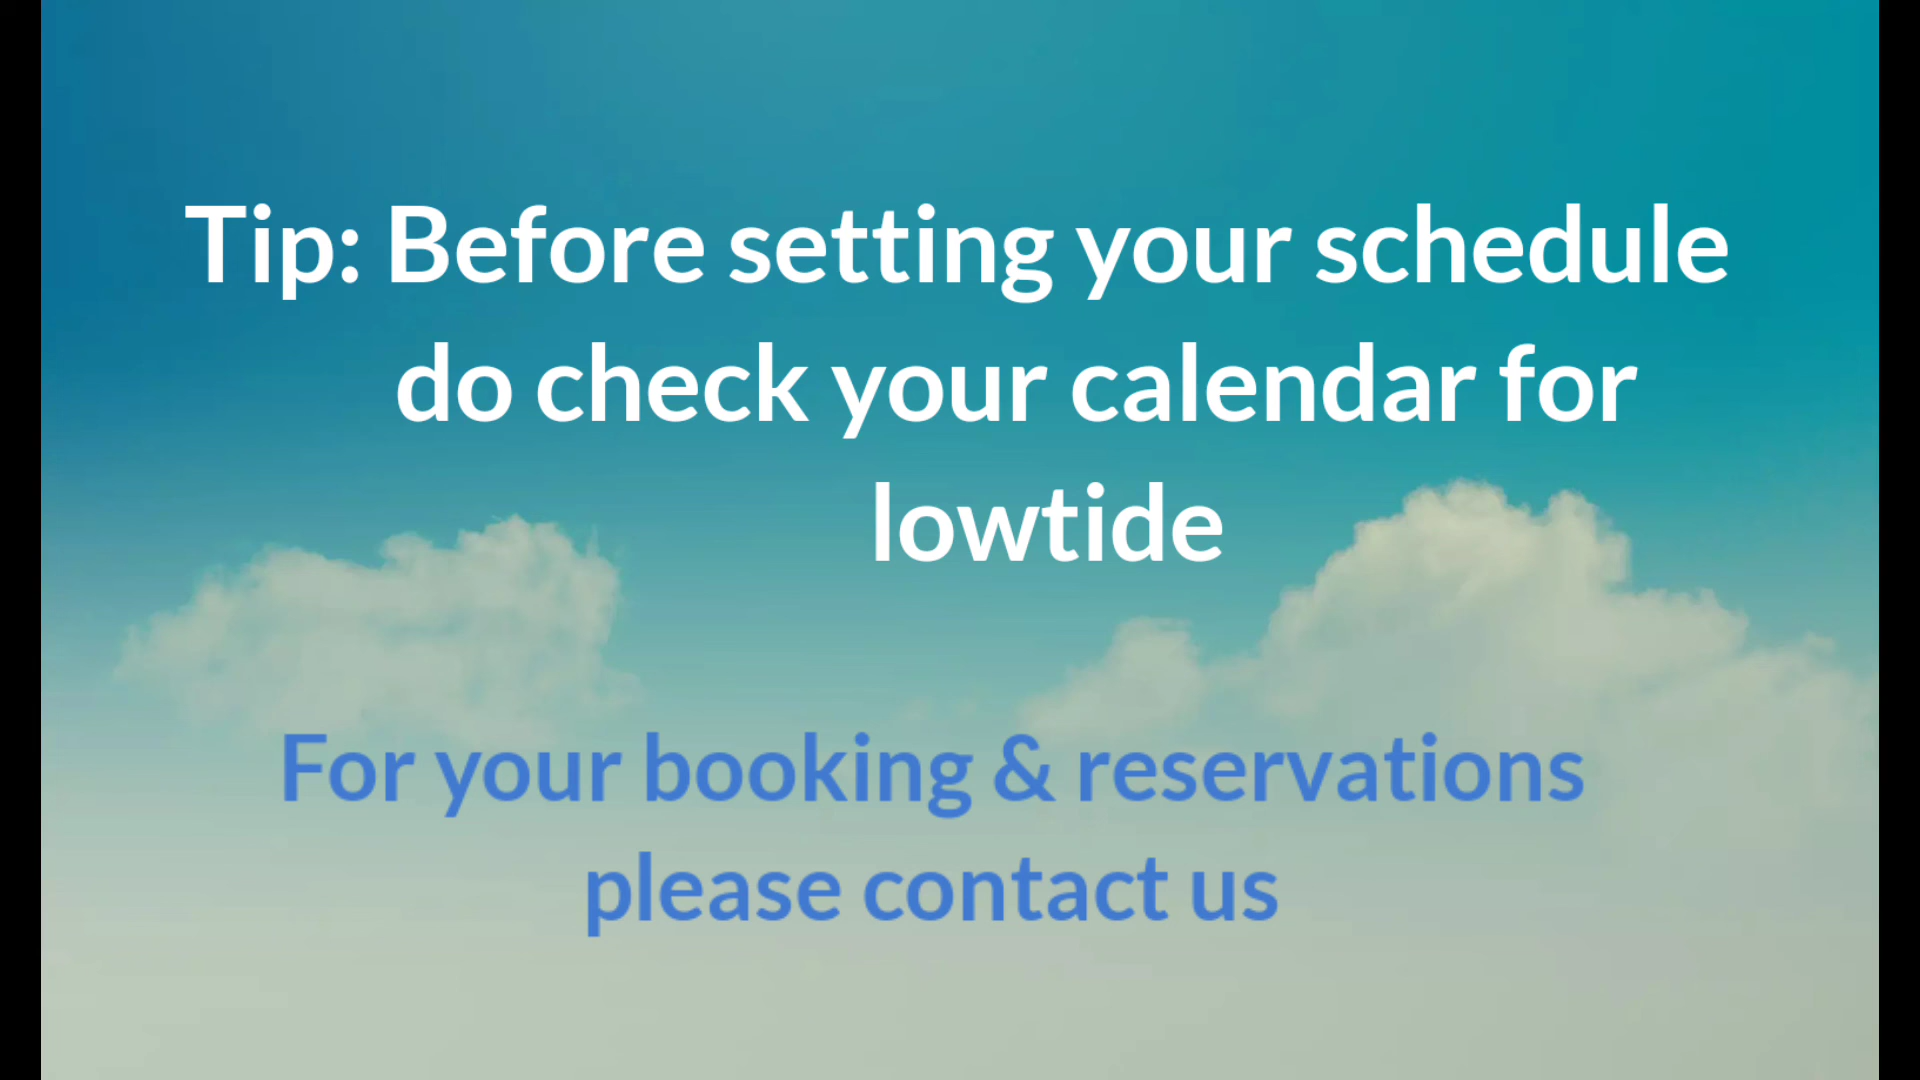 Tip: Before setting your schedule
do check your calendar for
lowtide
For your booking & reservations
please contact us